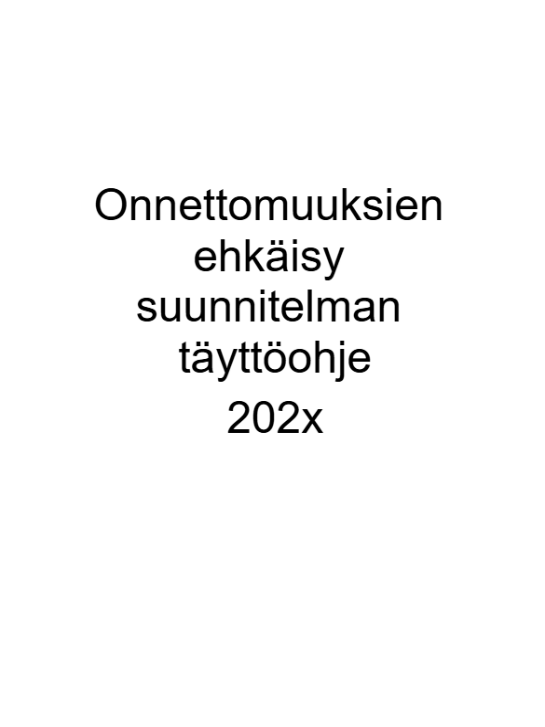 Onnettomuuksien
ehkäisy
suunnitelman
täyttöohje
202x